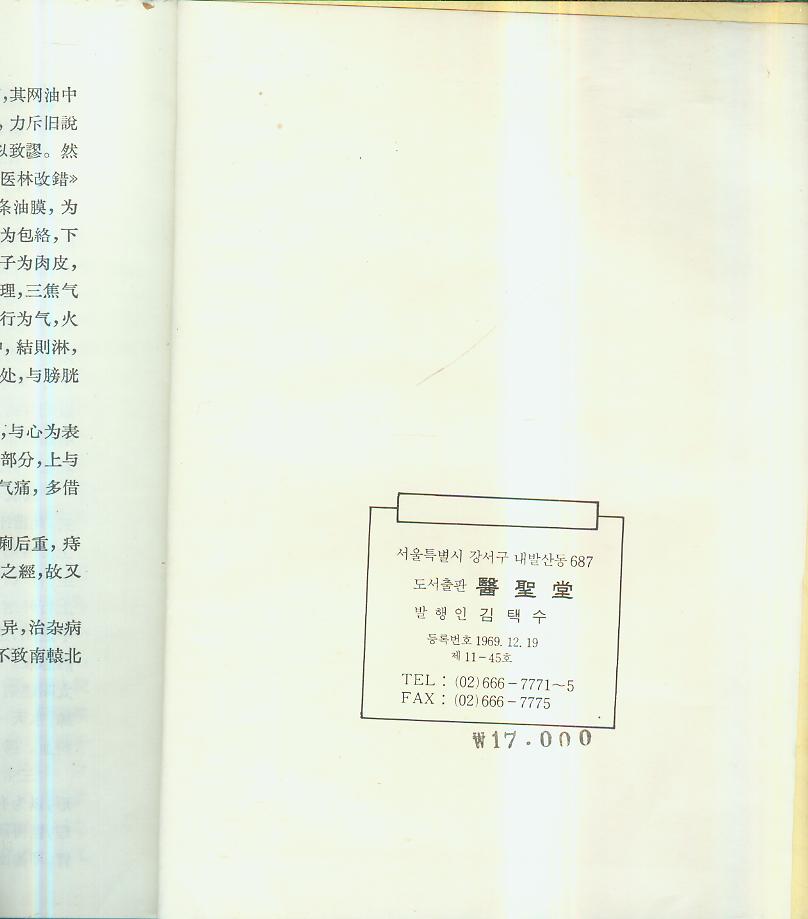 ,其网油中
, 力斥旧說
以致謬。然
医林改錯》
条油膜, 为
为包絡,下
子为肉皮,
理,三焦气
行为气,火
, 結則淋,
处,与膀胱
,与心为表
部分,上与
气痛, 多借
痢后重, 痔
之經,故又
异,治杂病
不致南轅北
서울특별시 강서구 내발산동 687
도서출판 醫聖堂
발행인 김택수
등록번호 1969. 12. 19
제 11-45호
TEL : (02)666-7771~5
FAX : (02)666-7775
₩17.000